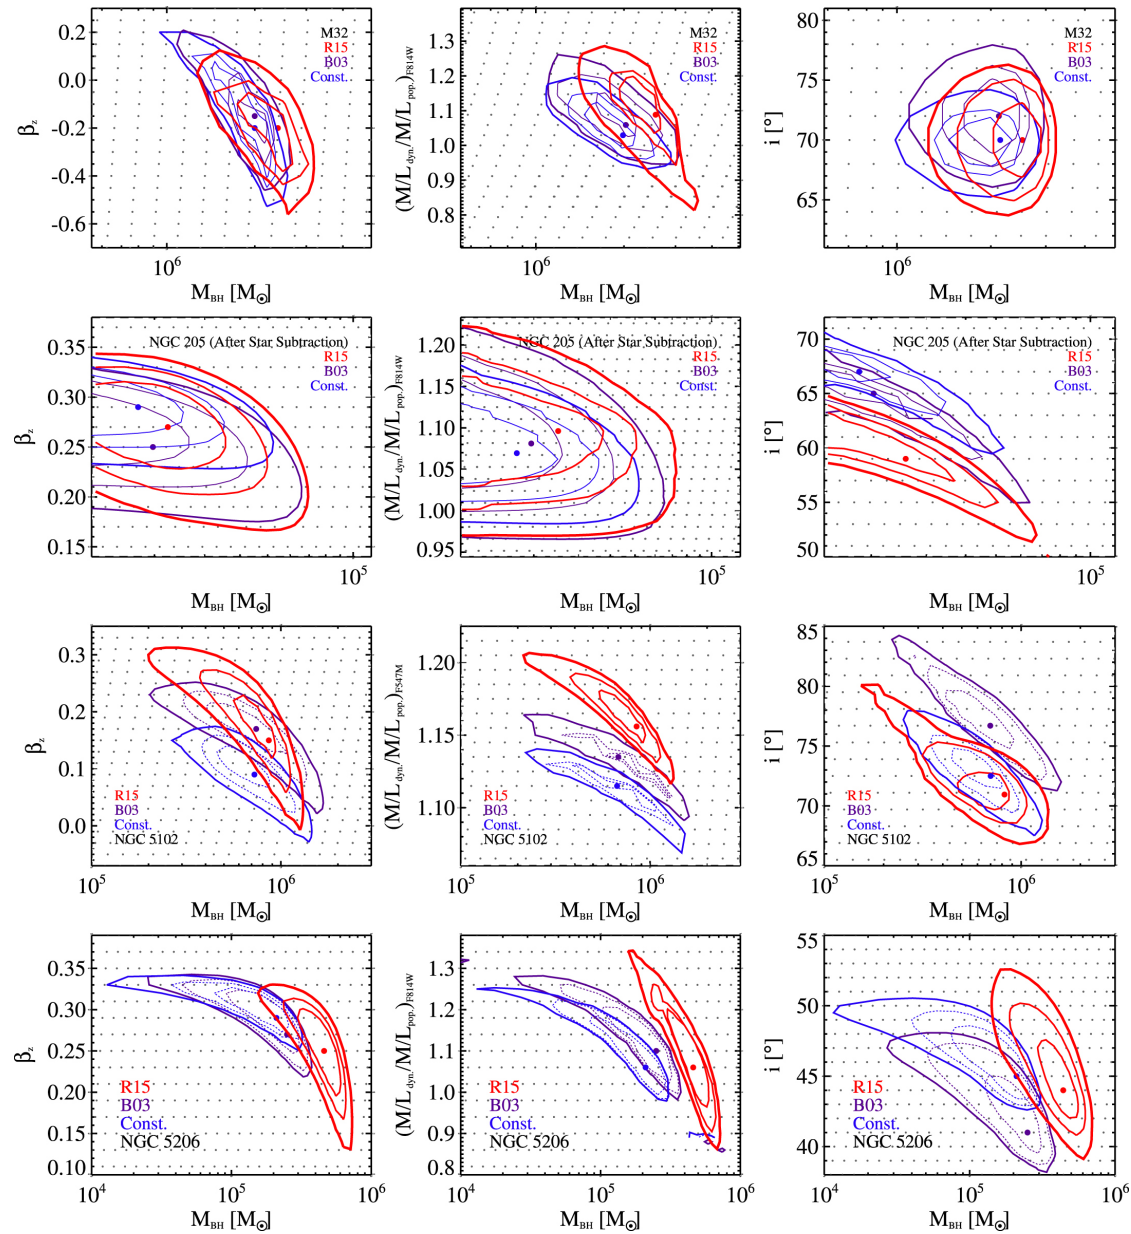 0.2
0.0
-0.2
-0.4
-0.6
β_z
M32
R15
B03
Const.
10^6
M_BH [M_⊙]
1.3
1.2
1.1
1.0
0.9
0.8
(M/L_dyn./M/L_pop.)_F814W
M32
R15
B03
Const.
10^6
M_BH [M_⊙]
80
75
70
65
i [°]
M32
R15
B03
Const.
10^6
M_BH [M_⊙]
0.35
0.30
0.25
0.20
0.15
β_z
NGC 205 (After Star Subtraction)
R15
B03
Const.
10^5
M_BH [M_⊙]
1.20
1.15
1.10
1.05
1.00
0.95
(M/L_dyn./M/L_pop.)_F814W
NGC 205 (After Star Subtraction)
R15
B03
Const.
10^5
M_BH [M_⊙]
70
65
60
55
50
i [°]
NGC 205 (After Star Subtraction)
R15
B03
Const.
10^5
M_BH [M_⊙]
0.3
0.2
0.1
0.0
β_z
R15
B03
Const.
NGC 5102
10^5 10^6
M_BH [M_⊙]
1.20
1.15
1.10
(M/L_dyn./M/L_pop.)_F547M
R15
B03
Const.
NGC 5102
10^5 10^6
M_BH [M_⊙]
85
80
75
70
65
i [°]
R15
B03
Const.
NGC 5102
10^5 10^6
M_BH [M_⊙]
0.35
0.30
0.25
0.20
0.15
0.10
β_z
R15
B03
Const.
NGC 5206
10^4 10^5 10^6
M_BH [M_⊙]
1.3
1.2
1.1
1.0
0.9
0.8
(M/L_dyn./M/L_pop.)_F814W
R15
B03
Const.
NGC 5206
10^4 10^5 10^6
M_BH [M_⊙]
55
50
45
40
i [°]
R15
B03
Const.
NGC 5206
10^4 10^5 10^6
M_BH [M_⊙]